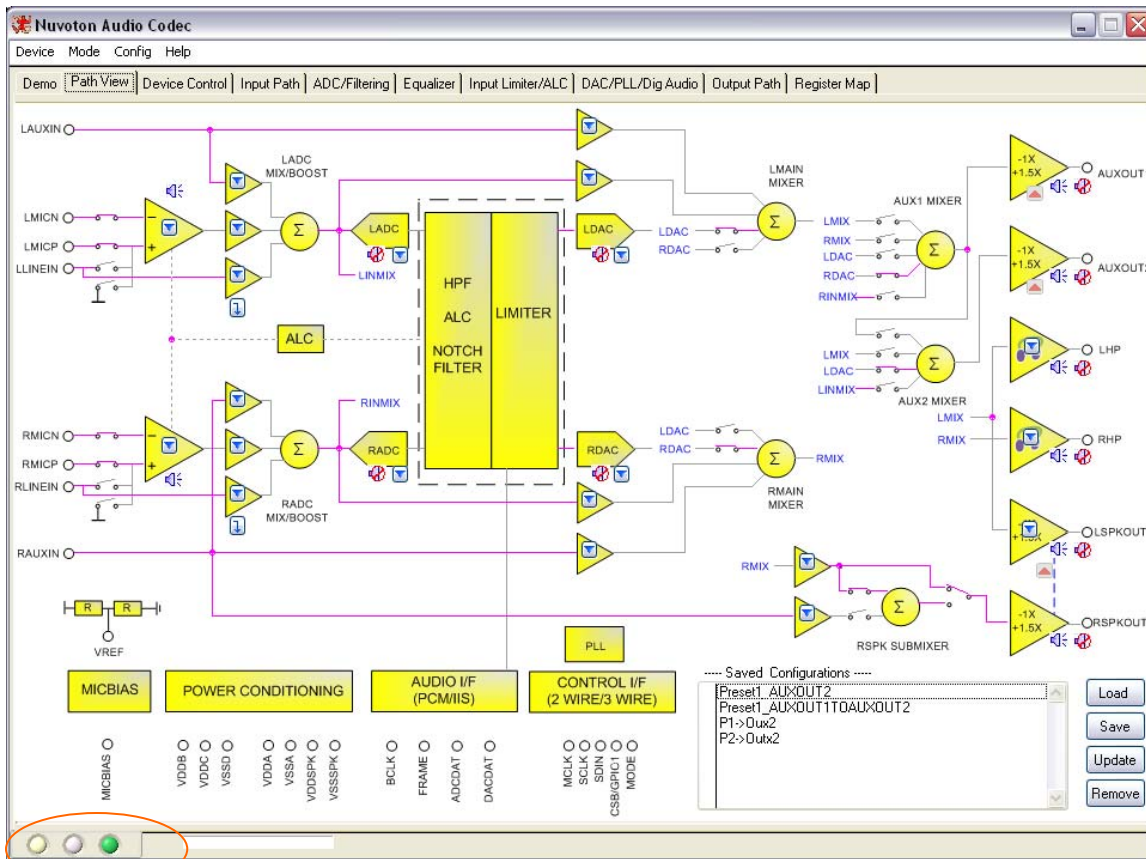 Nuvoton Audio Codec
Device Mode Config Help
Demo Path View Device Control Input Path ADC/Filtering Equalizer Input Limiter/ALC DAC/PLL/Dig Audio Output Path Register Map
LAUXIN
LADC
MIX/BOOST
LMICN
LMICP
LLINEIN
Σ
LADC
LINMIX
ALC
HPF
ALC
NOTCH
FILTER
LIMITER
LDAC
LDAC
RDAC
LMAIN
MIXER
Σ
LMIX
RMIX
LDAC
RDAC
RINMIX
AUX1 MIXER
Σ
-1X
+1.5X
AUXOUT
-1X
+1.5X
AUXOUT2
LMIX
LDAC
LINMIX
Σ
AUX2 MIXER
LHP
LMIX
RMIX
RHP
RMICN
RMICP
RLINEIN
Σ
RADC
MIX/BOOST
RINMIX
RADC
RDAC
LDAC
RDAC
Σ
RMIX
RMAIN
MIXER
RAUXIN
LSPKOUT
RMIX
Σ
RSPK SUBMIXER
-1X
+1.5X
RSPKOUT
R R
VREF
PLL
MICBIAS
POWER CONDITIONING
AUDIO I/F
(PCM/IIS)
CONTROL I/F
(2 WIRE/3 WIRE)
MICBIAS
VDDB
VDDC
VSSD
VDDA
VSSA
VDDSPK
VSSSPK
BCLK
FRAME
ADCDAT
DACDAT
MCLK
SCLK
SDIN
CSB/GPIO1
MODE
----- Saved Configurations -----
Preset1_AUXOUT2
Preset1_AUXOUT1TOAUXOUT2
P1->Oux2
P2->Outx2
Load
Save
Update
Remove